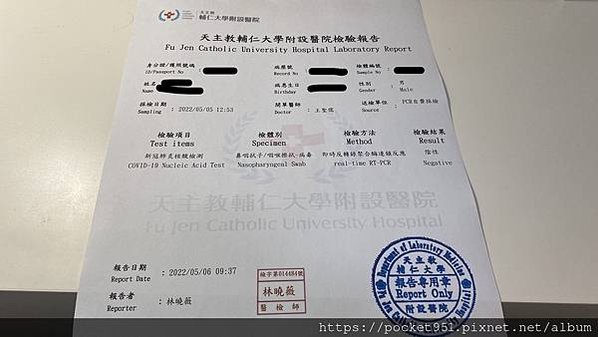 天主教
輔仁大學附設醫院
天主教輔仁大學附設醫院檢驗報告
Fu Jen Catholic University Hospital Laboratory Report
身分證/護照號碼 : 病歷號 : 檢體編號 :
ID/Passport No Record No Sample No
姓名 : 病患生日 : 性別 : 男
Name Birthday Gender Male
採檢日期 : 2022/05/05 12:53 開單醫師 : 送檢單位 : PCR自費採檢
Sampling Doctor Source
檢驗項目 檢體別 檢驗方法 檢驗結果
Test items Specimen Method Result
新冠肺炎核酸檢測 鼻咽拭子/咽喉擦拭-病毒 即時反轉錄聚合酶連鎖反應 陰性
COVID-19 Nucleic Acid Test Nasopharyngeal Swab real-time RT-PCR Negative
天主教輔仁大學附設醫院
Fu Jen Catholic University Hospital
報告日期 : 2022/05/06 09:37
Report Date
報告者 : 林曉薇
Reporter
檢字第014484號
林曉薇
醫檢師
Department of Laboratory Medicine
天主教
輔仁大學
報告專用章
Report Only
附設醫院
https://pocket951.pixnet.net/album